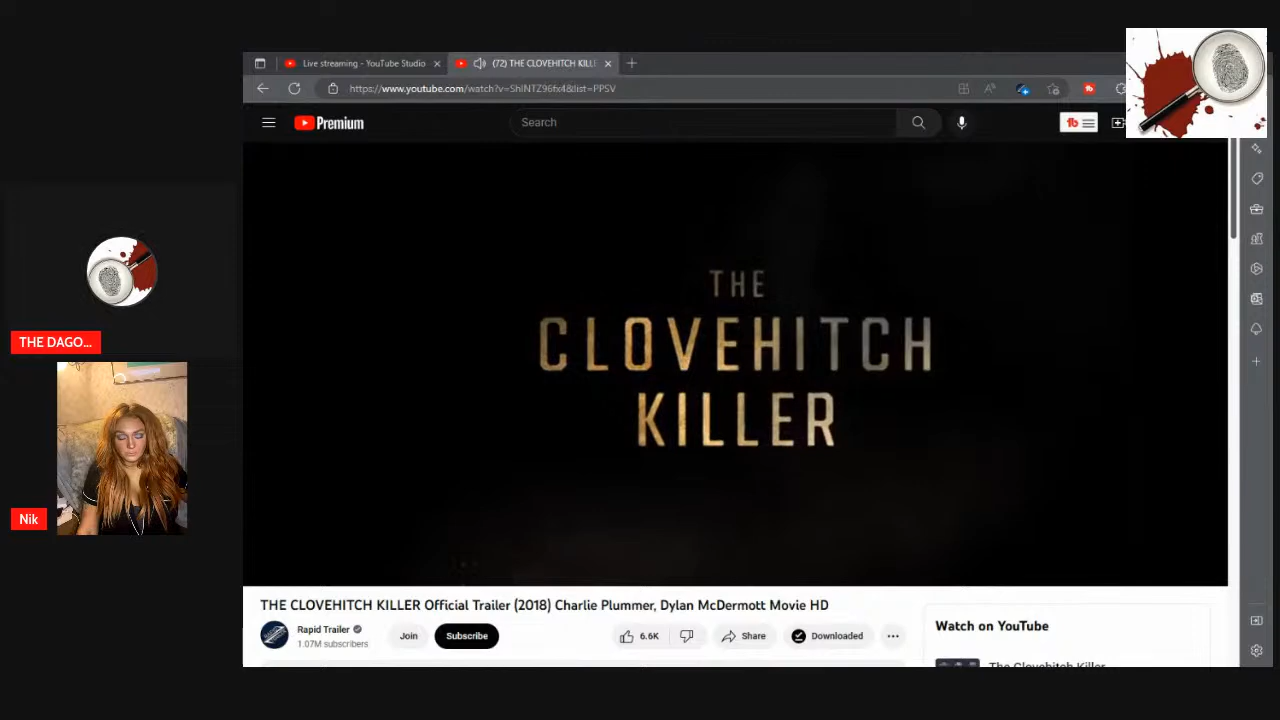 Live streaming - YouTube Studio
(72) THE CLOVEHITCH KILL
https://www.youtube.com/watch?v=ShINTZ96fx4&list=PPSV
Premium
Search
THE
CLOVEHITCH
KILLER
THE DAGO...
Nik
THE CLOVEHITCH KILLER Official Trailer (2018) Charlie Plummer, Dylan McDermott Movie HD
Rapid Trailer
1.07M subscribers
Join
Subscribe
6.6K
Share
Downloaded
Watch on YouTube
The Clovehitch Killer